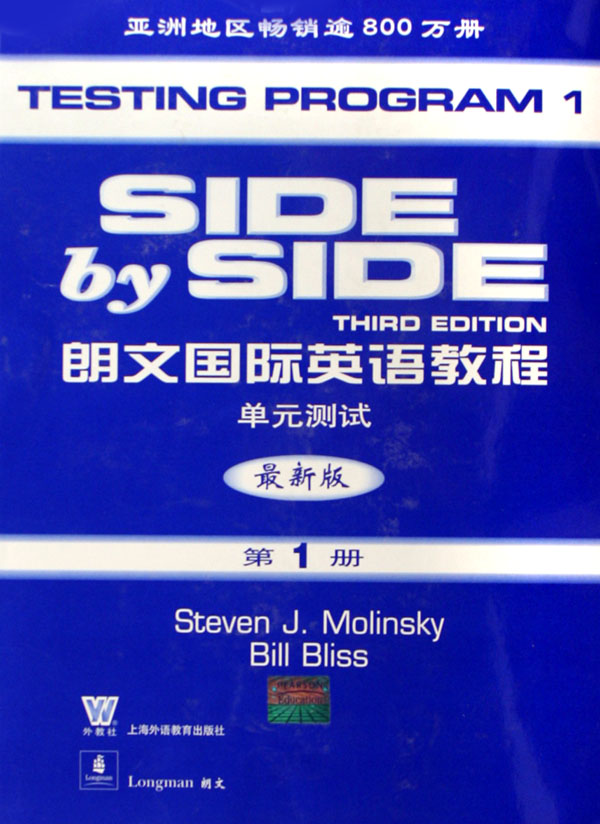 亚洲地区畅销逾800万册
TESTING PROGRAM 1
SIDE
by SIDE
THIRD EDITION
朗文国际英语教程
单元测试
最新版
第1册
Steven J. Molinsky
Bill Bliss
PEARSON
Education
W®
外教社 上海外语教育出版社
Longman
Longman 朗文